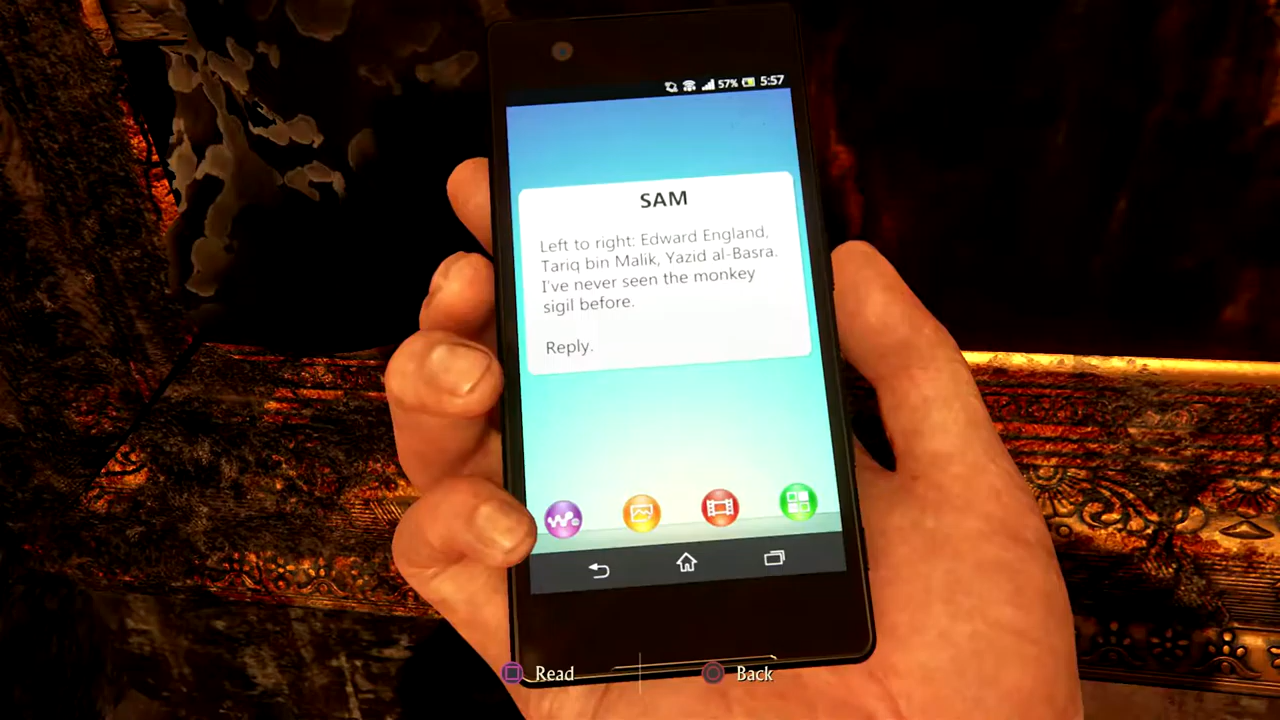 57% 5:57
SAM
Left to right: Edward England,
Tariq bin Malik, Yazid al-Basra.
I've never seen the monkey
sigil before.
Reply.
Read Back